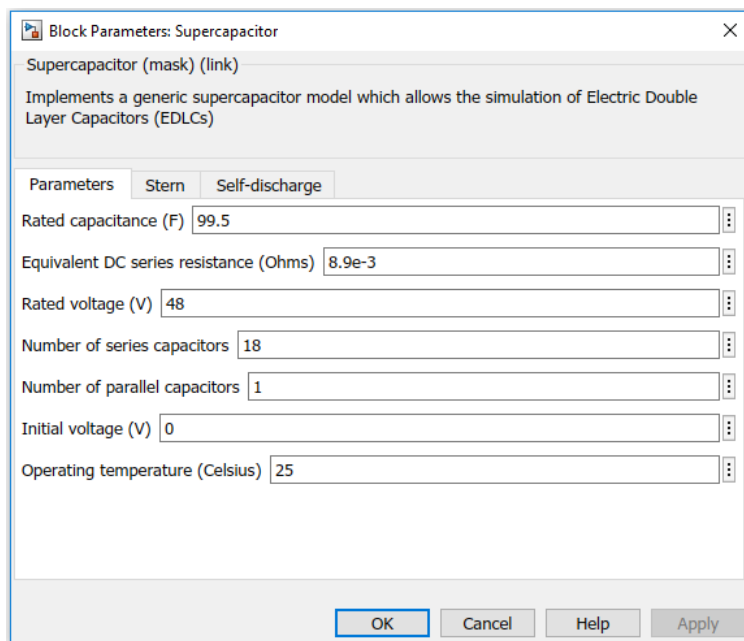 Block Parameters: Supercapacitor
Supercapacitor (mask) (link)
Implements a generic supercapacitor model which allows the simulation of Electric Double
Layer Capacitors (EDLCs)
Parameters Stern Self-discharge
Rated capacitance (F) 99.5
Equivalent DC series resistance (Ohms) 8.9e-3
Rated voltage (V) 48
Number of series capacitors 18
Number of parallel capacitors 1
Initial voltage (V) 0
Operating temperature (Celsius) 25
OK Cancel Help Apply